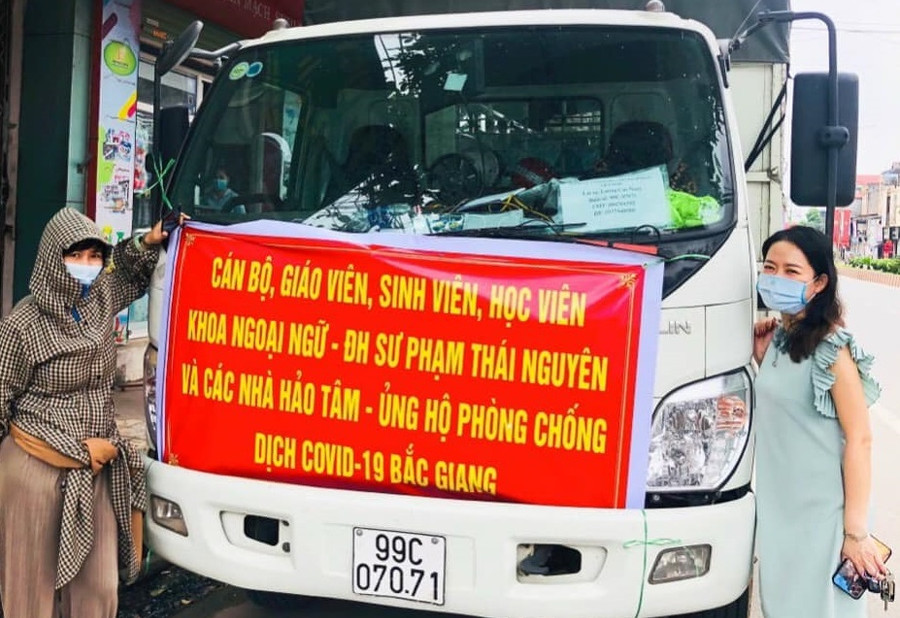 CÁN BỘ, GIÁO VIÊN, SINH VIÊN, HỌC VIÊN
KHOA NGOẠI NGỮ - ĐH SƯ PHẠM THÁI NGUYÊN
VÀ CÁC NHÀ HẢO TÂM - ỦNG HỘ PHÒNG CHỐNG
DỊCH COVID-19 BẮC GIANG
99C
070.71